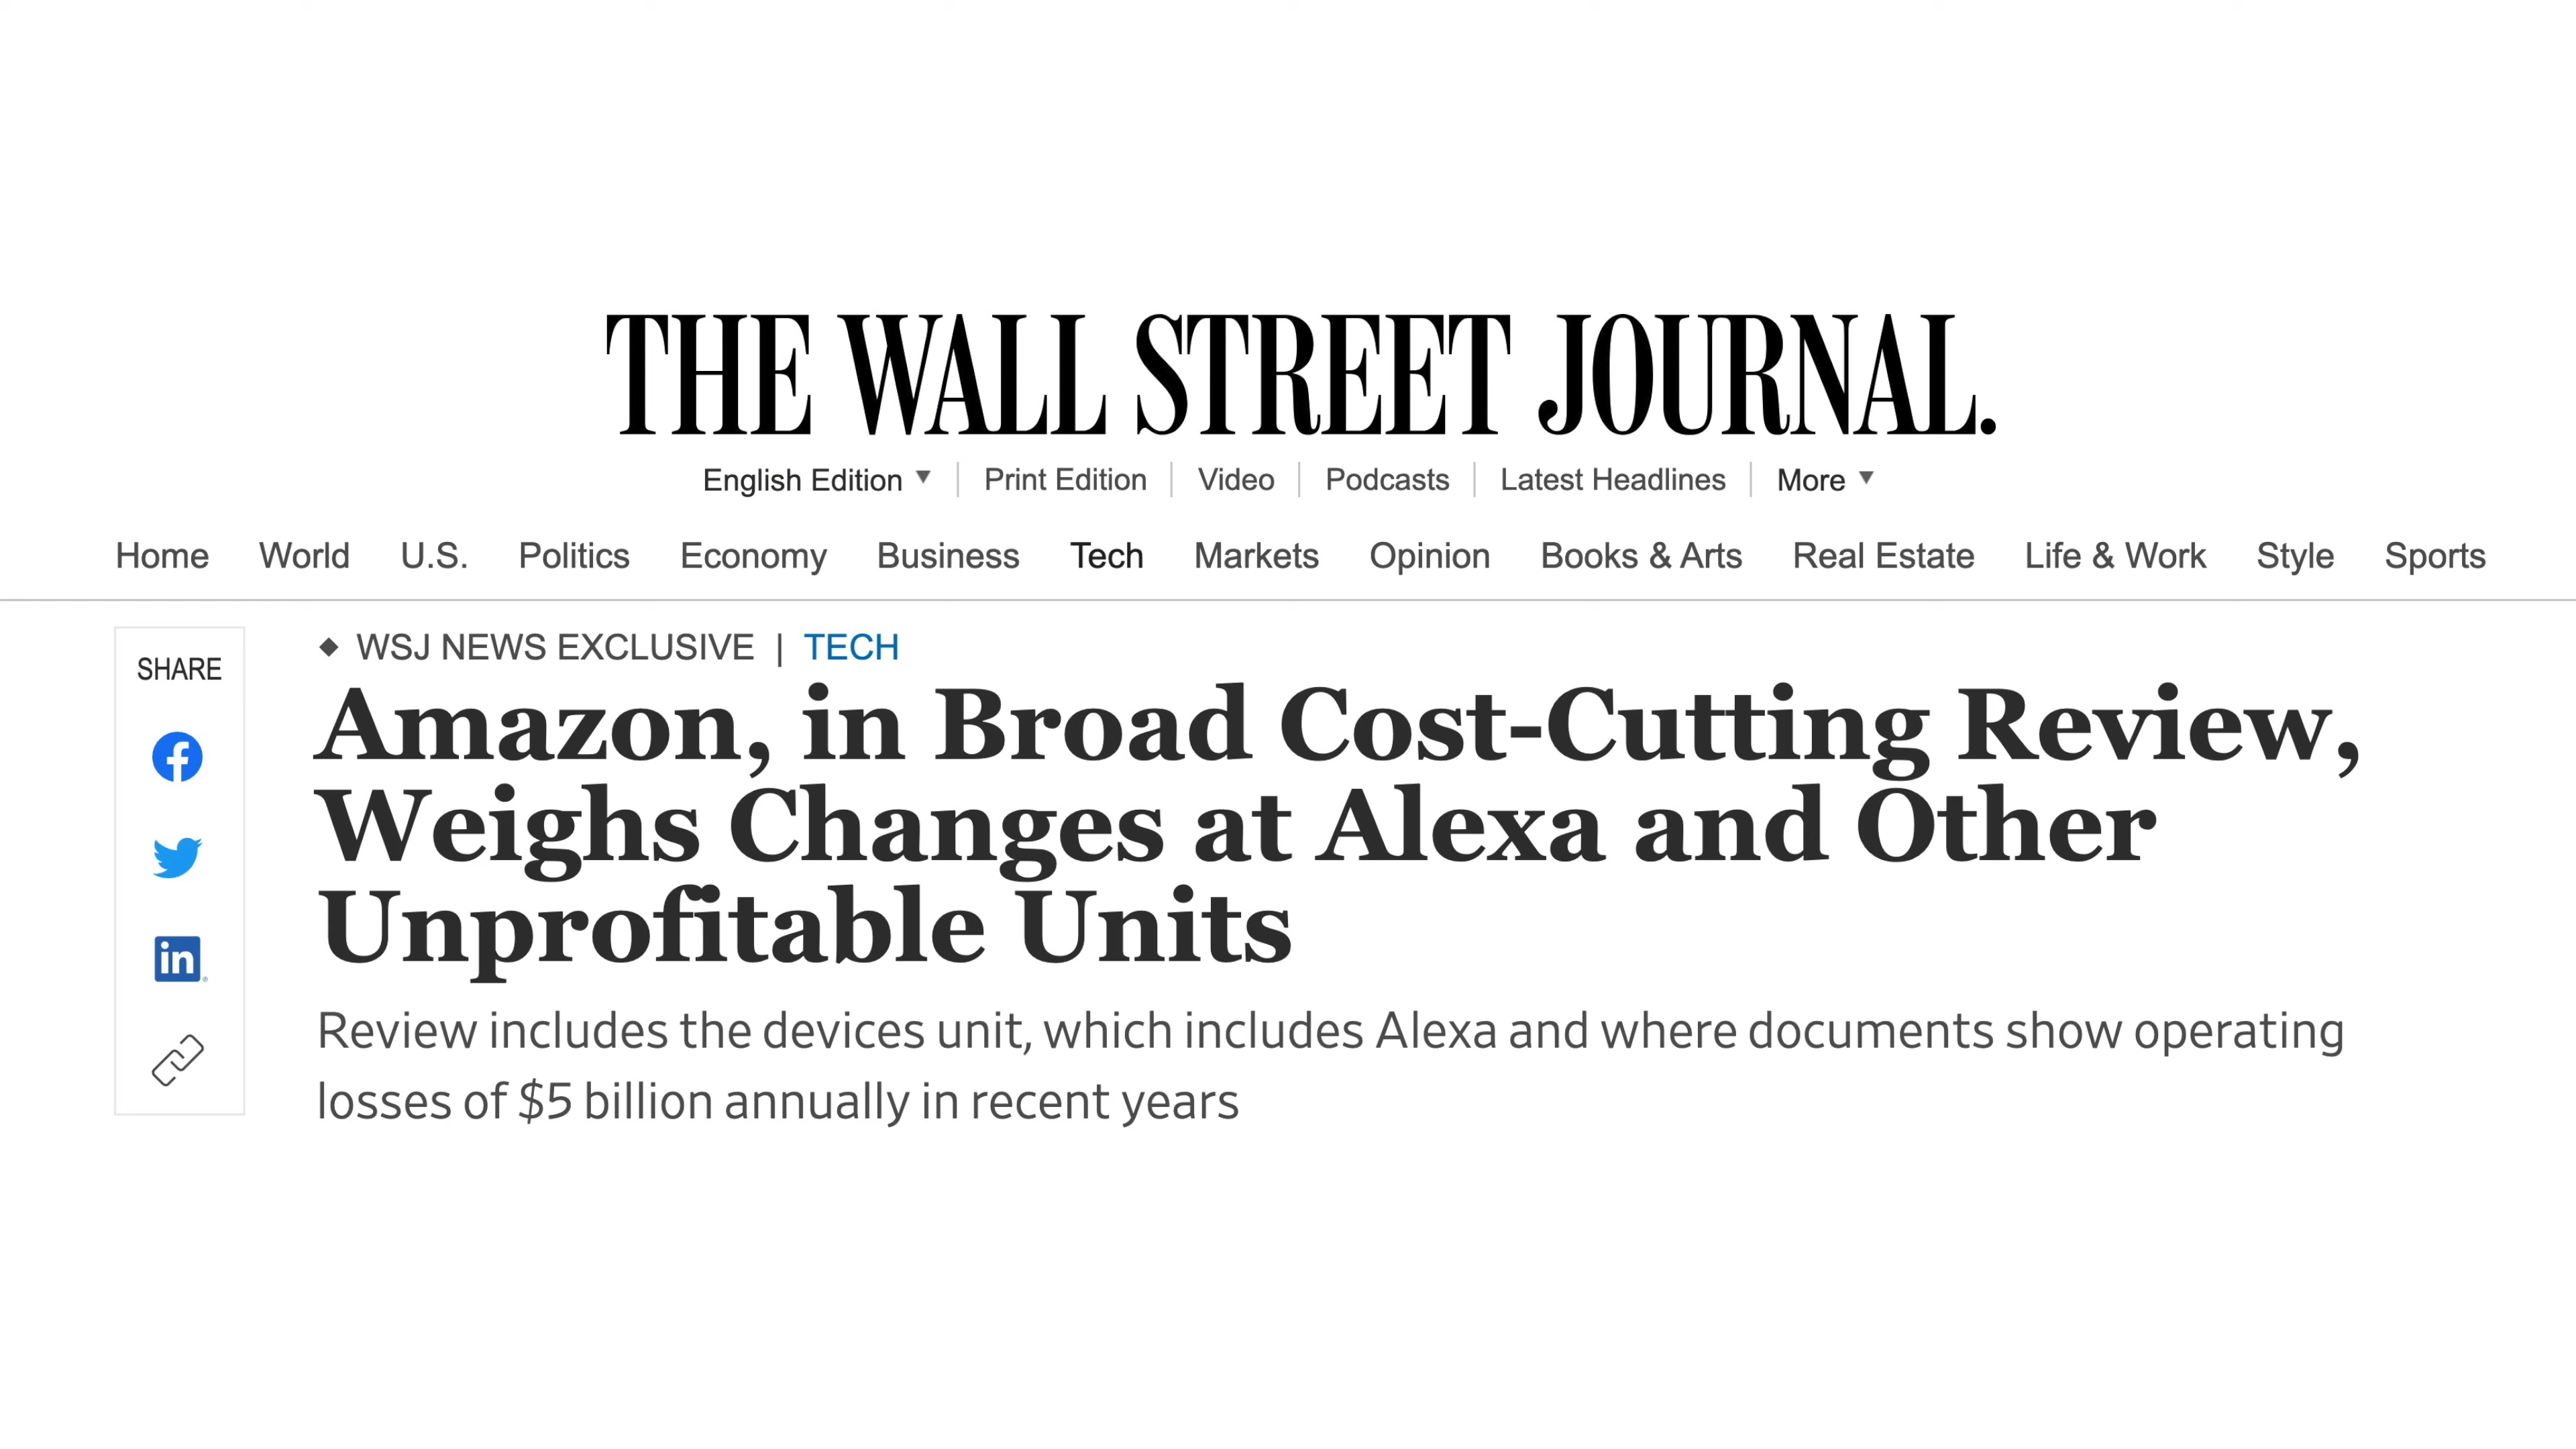 THE WALL STREET JOURNAL.
English Edition ▼ | Print Edition | Video | Podcasts | Latest Headlines | More ▼
Home World U.S. Politics Economy Business Tech Markets Opinion Books & Arts Real Estate Life & Work Style Sports
SHARE
◆ WSJ NEWS EXCLUSIVE | TECH
Amazon, in Broad Cost-Cutting Review,
Weighs Changes at Alexa and Other
Unprofitable Units
Review includes the devices unit, which includes Alexa and where documents show operating
losses of $5 billion annually in recent years